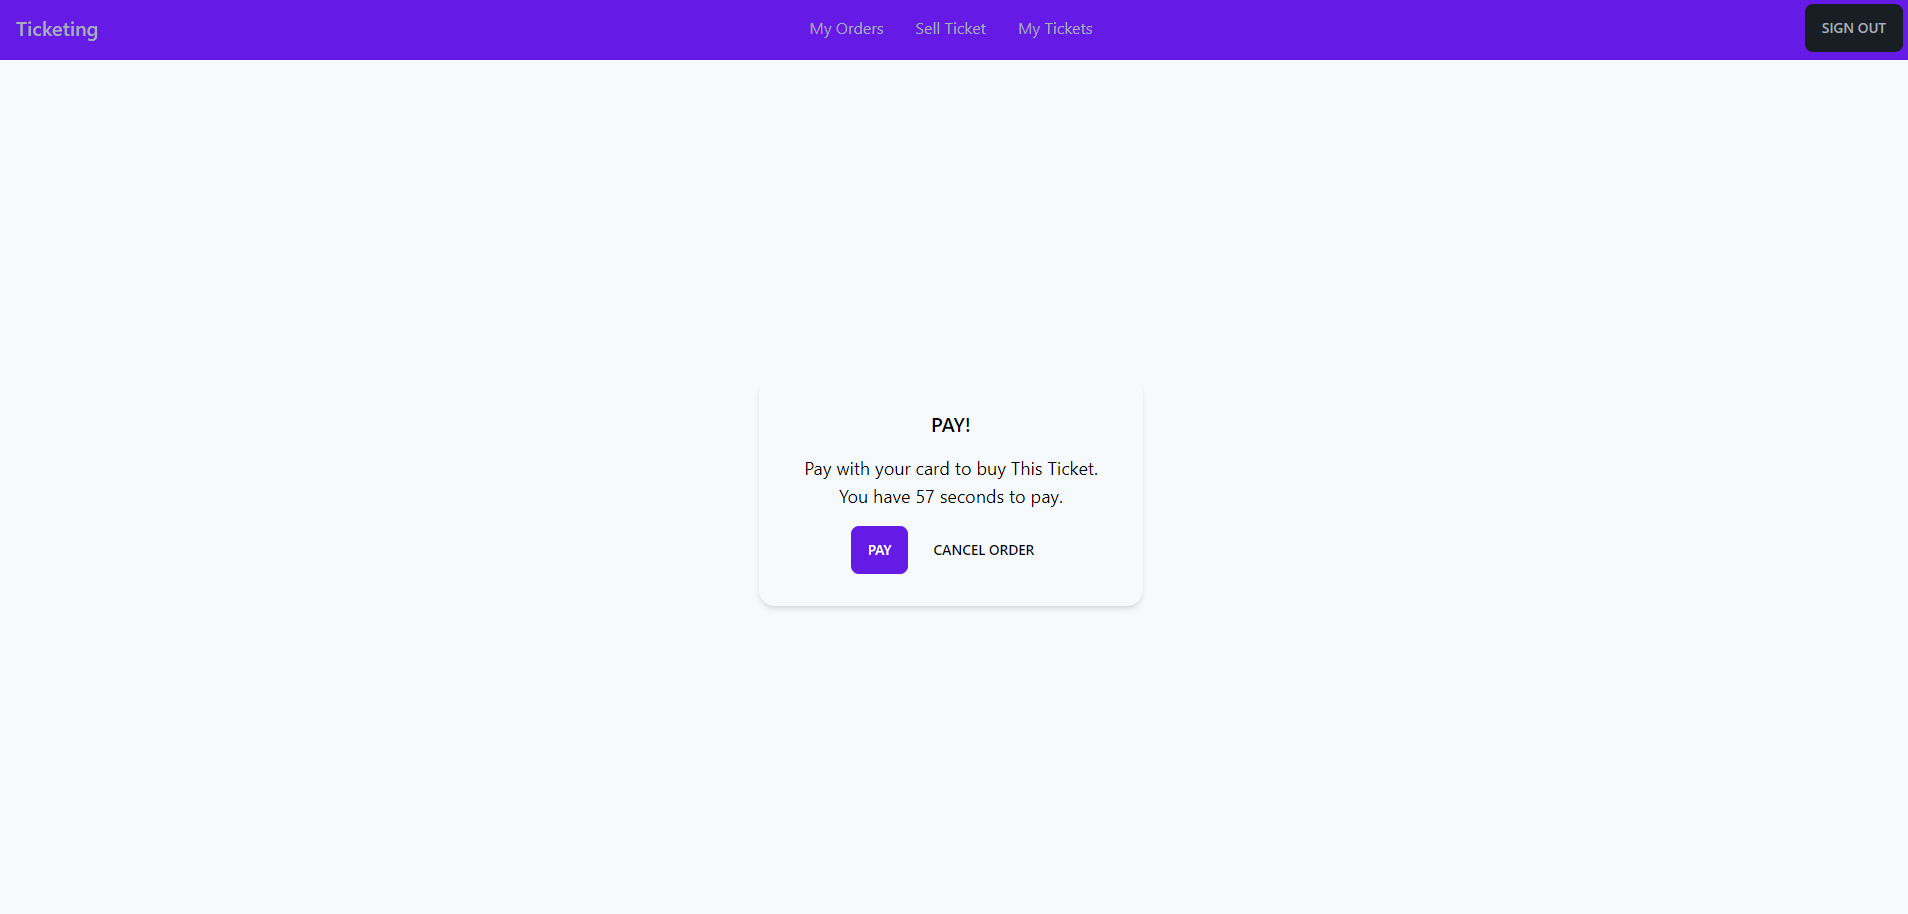 Ticketing
My Orders
Sell Ticket
My Tickets
SIGN OUT
PAY!
Pay with your card to buy This Ticket.
You have 57 seconds to pay.
PAY
CANCEL ORDER